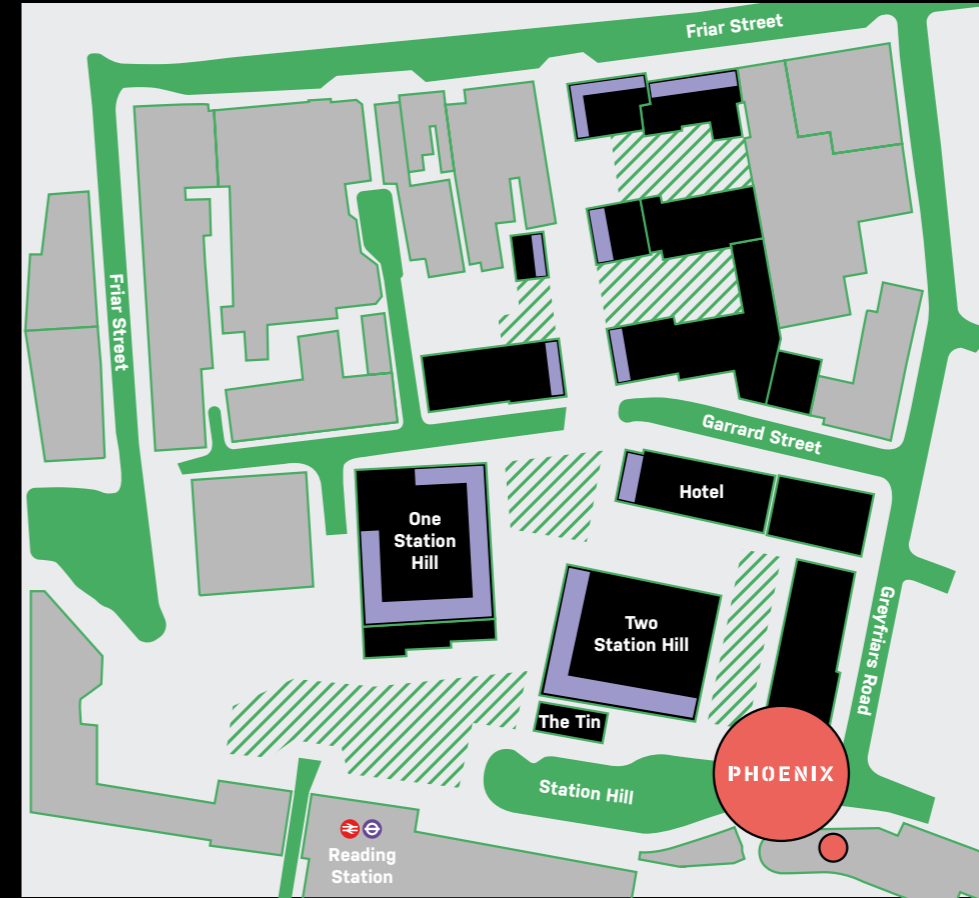 Friar Street
Friar Street
Garrard Street
Hotel
One
Station
Hill
Two
Station Hill
Greyfriars Road
The Tin
PHOENIX
Station Hill
Reading
Station